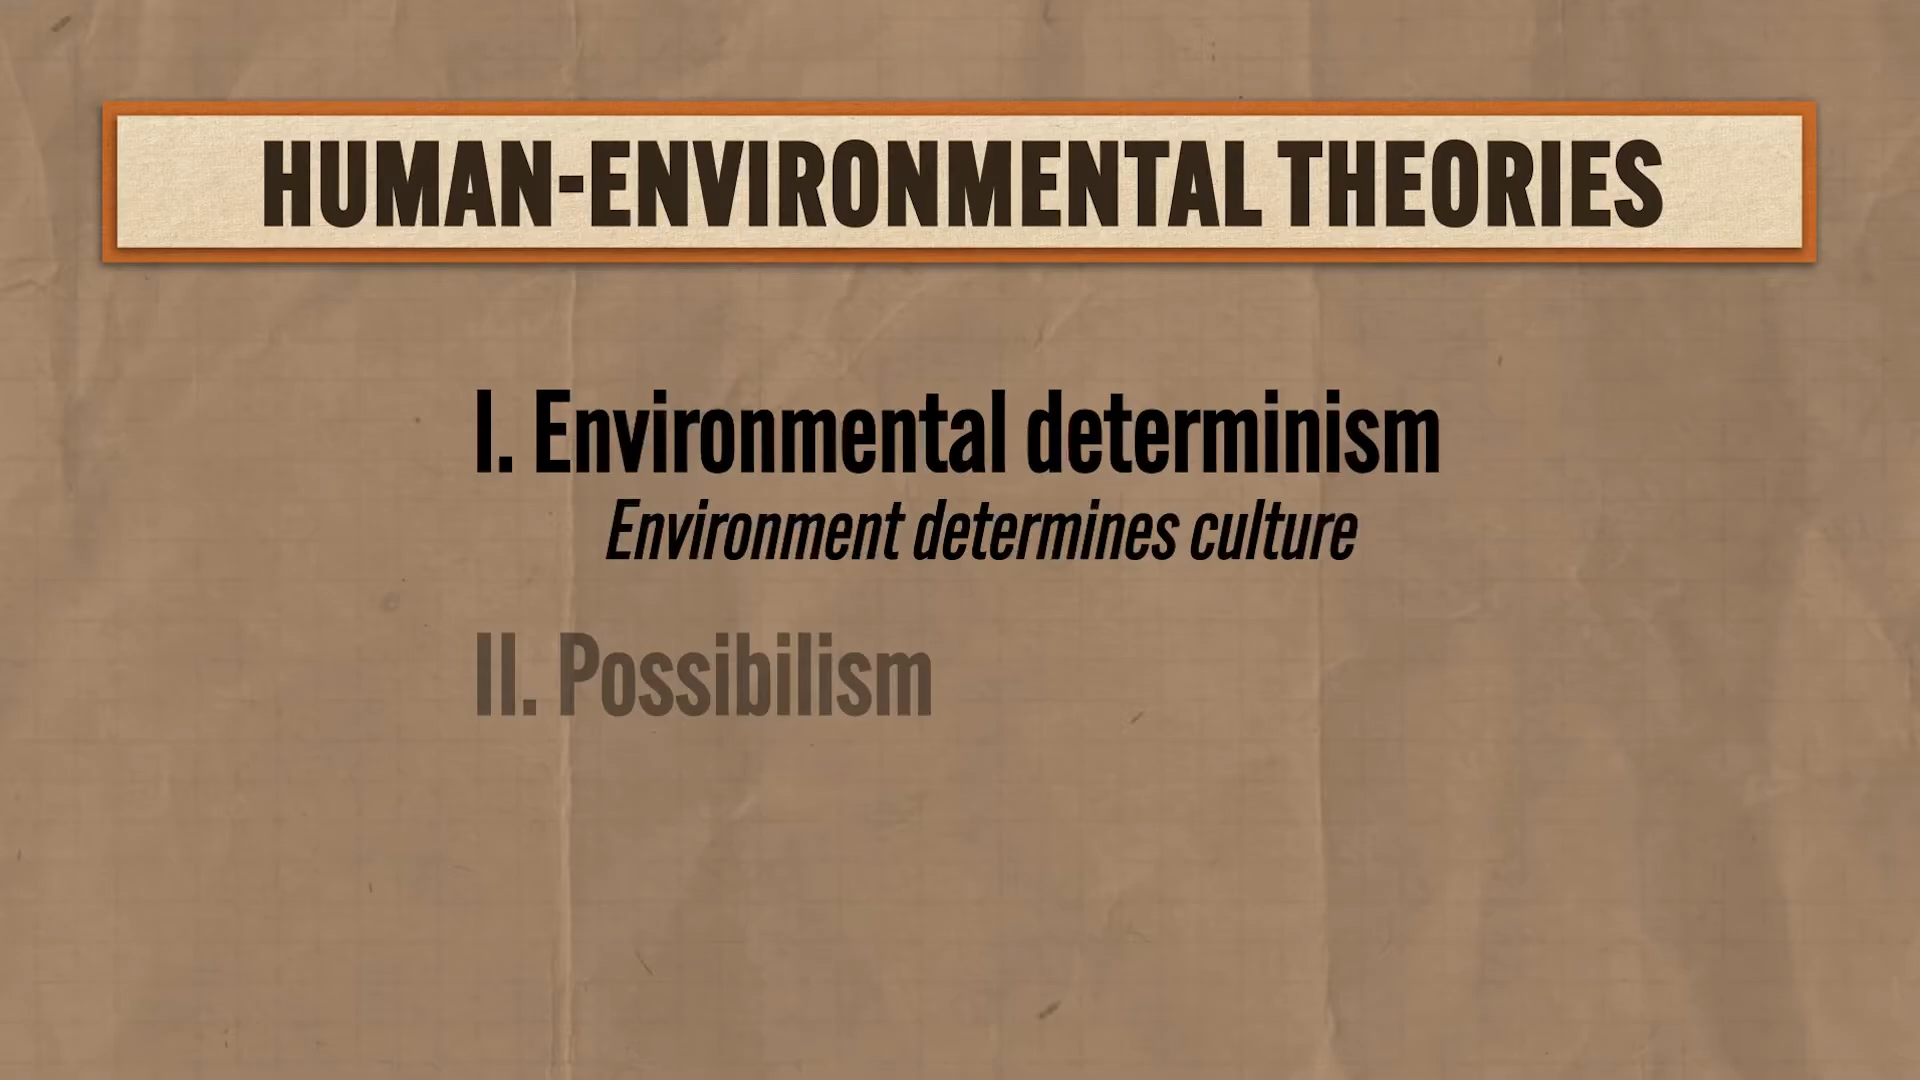 HUMAN-ENVIRONMENTAL THEORIES
I. Environmental determinism
Environment determines culture
II. Possibilism